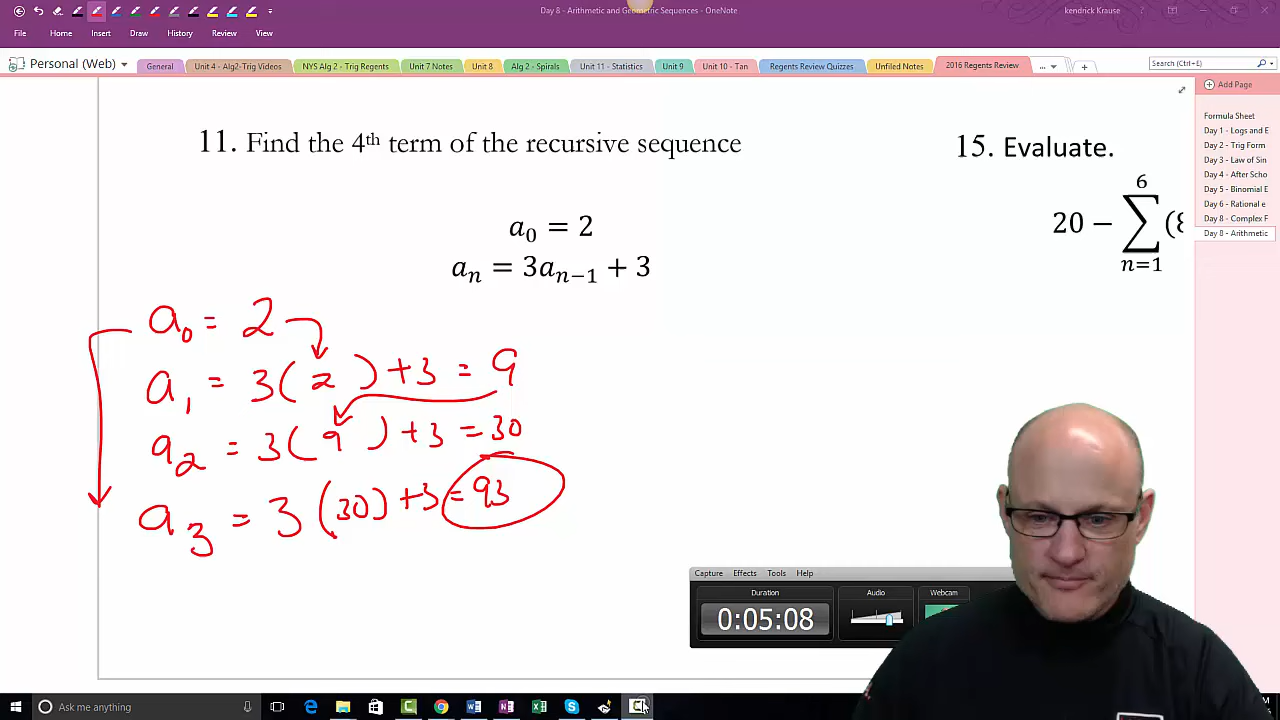 Day 8 - Arithmetic and Geometric Sequences - OneNote
kendrick Krause
File Home Insert Draw History Review View
Personal (Web) General Unit 4 - Alg2-Trig Videos NYS Alg 2 - Trig Regents Unit 7 Notes Unit 8 Alg 2 - Spirals Unit 11 - Statistics Unit 9 Unit 10 - Tan Regents Review Quizzes Unfiled Notes 2016 Regents Review ... Search (Ctrl+E)
Add Page
Formula Sheet
Day 1 - Logs and E
Day 2 - Trig Form
Day 3 - Law of Sin
Day 4 - After Scho
Day 5 - Binomial E
Day 6 - Rational e
Day 8 - Complex F
Day 8 - Arithmetic
11. Find the 4th term of the recursive sequence
a₀ = 2
aₙ = 3aₙ₋₁ + 3
a₀ = 2
a₁ = 3( 2 ) +3 = 9
a₂ = 3( 9 ) +3 = 30
a₃ = 3 (30) +3 = 93
15. Evaluate.
6
20 − ∑ (8
n=1
Capture Effects Tools Help
Duration Audio Webcam
0:05:08
Ask me anything